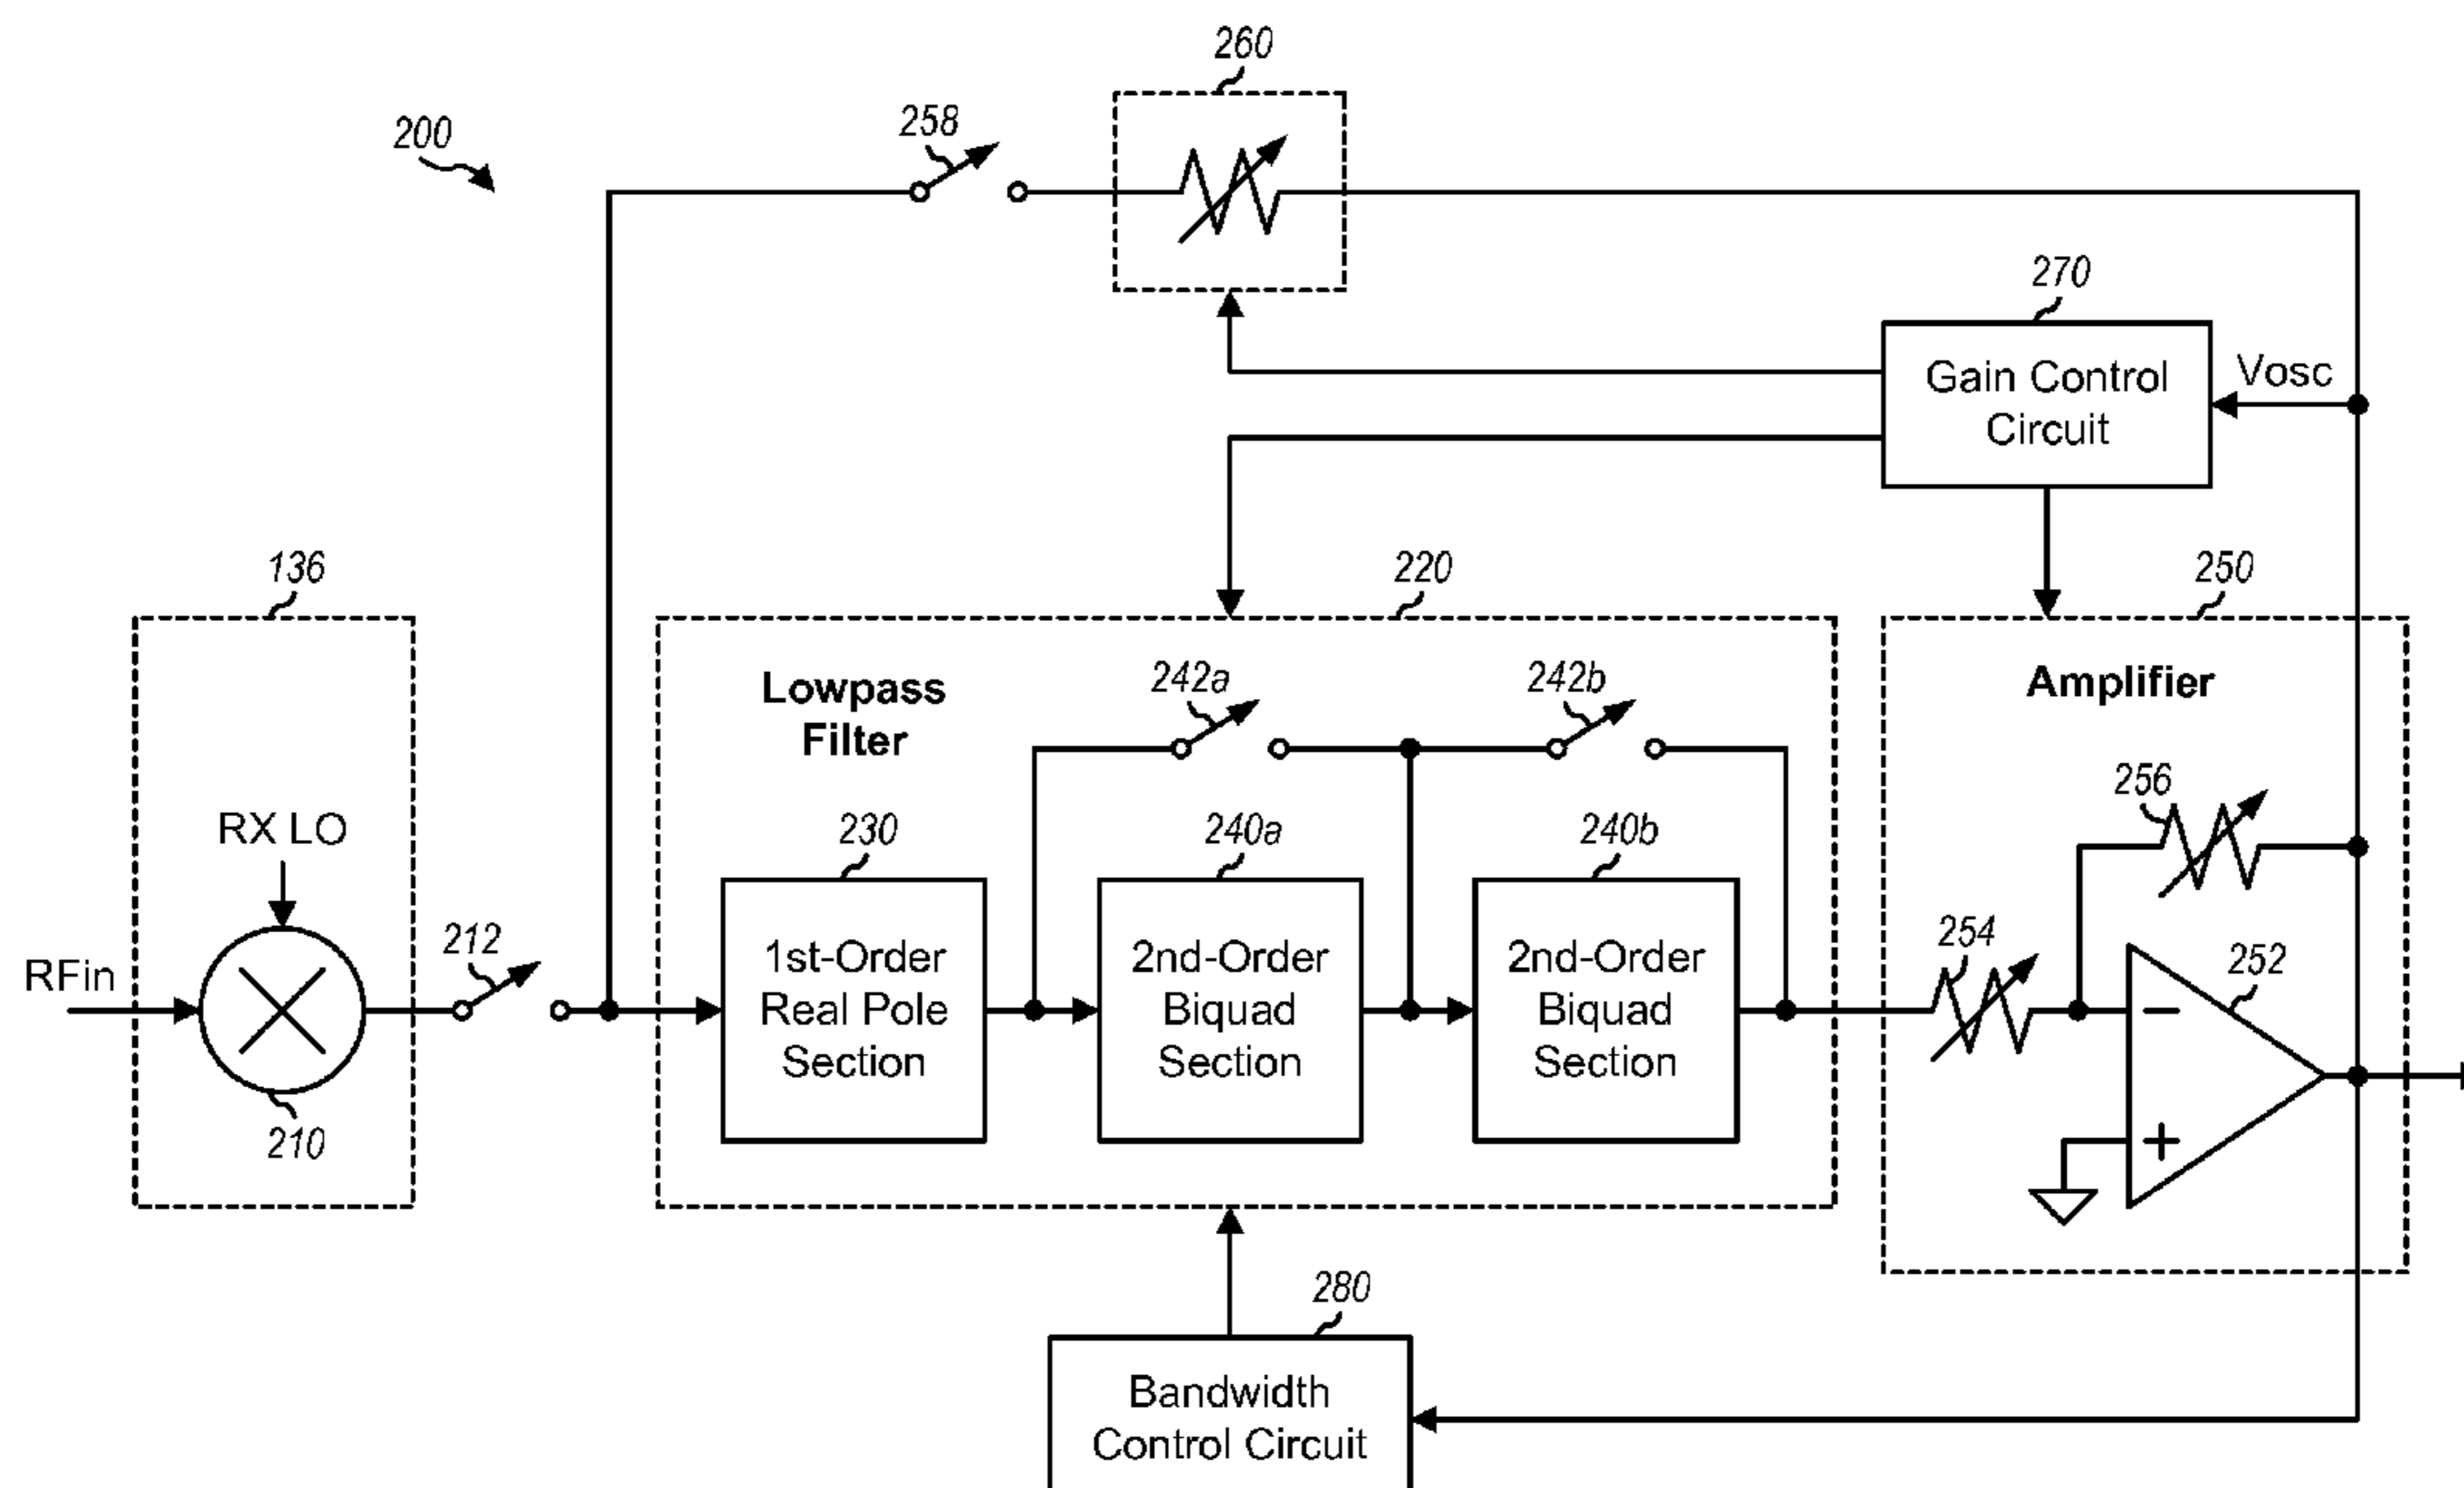 260
258
200
270
Gain Control
Circuit
Vosc
136
220
250
Lowpass
Filter
242a
242b
Amplifier
256
RX LO
230
240a
240b
254
212
252
RFin
1st-Order
Real Pole
Section
2nd-Order
Biquad
Section
2nd-Order
Biquad
Section
−
+
210
280
Bandwidth
Control Circuit